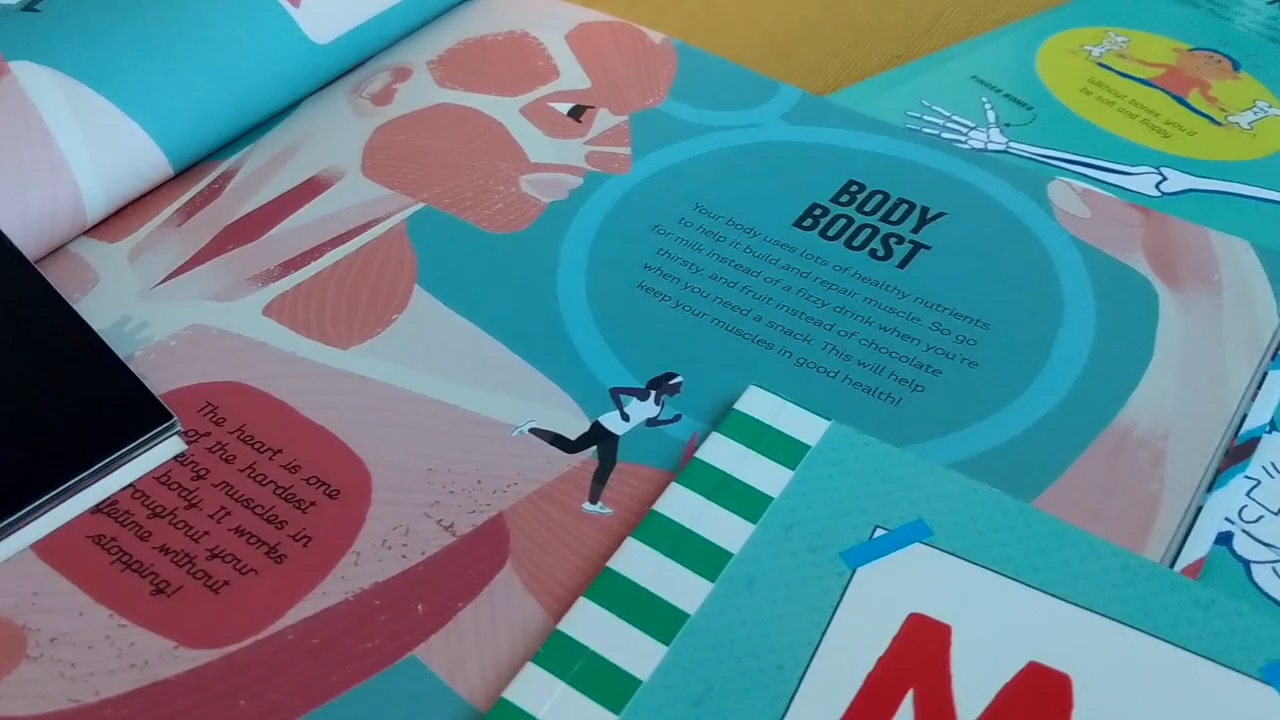 BODY
BOOST
Your body uses lots of healthy nutrients
to help it build and repair muscle. So go
for milk instead of a fizzy drink when you're
thirsty, and fruit instead of chocolate
when you need a snack. This will help
keep your muscles in good health!
FINGER BONES
Without bones, you'd
be soft and floppy
The heart is one
of the hardest
muscles in
body. It works
your
without
stopping!
M